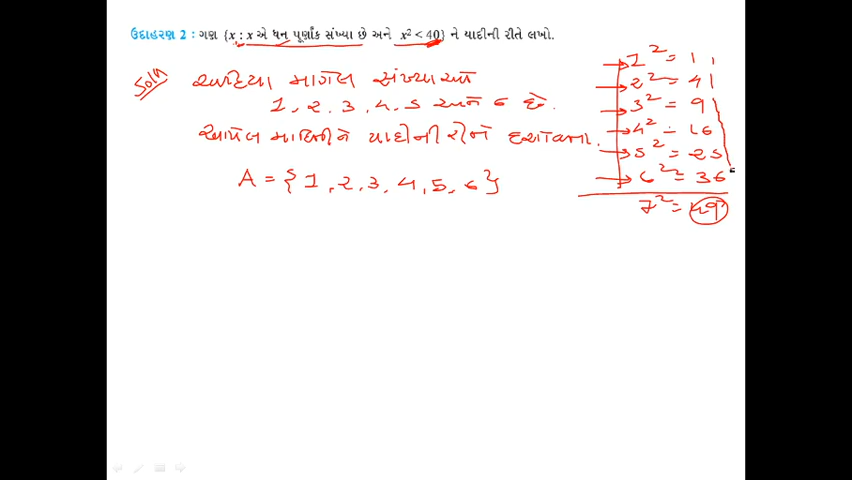 ઉદાહરણ 2 : ગણ {x : x એ ધન પૂર્ણાંક સંખ્યા છે અને x² < 40} ને યાદીની રીતે લખો.
Soln
માગેલ સંખ્યાઓ
1, 2, 3, 4, 5 અને 6 છે.
આપેલ માહિતીને યાદીની રીતે દર્શાવતા.
A = {1, 2, 3, 4, 5, 6}
1² = 1
2² = 4
3² = 9
4² = 16
5² = 25
6² = 36
7² = 49